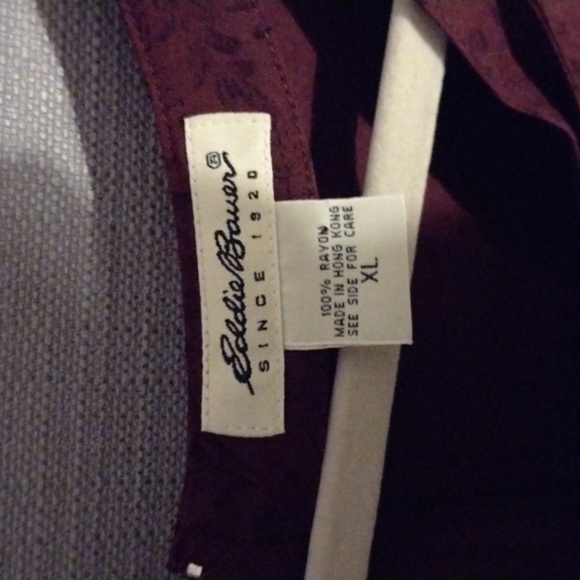 Eddie Bauer®
SINCE 1920
100% RAYON
MADE IN HONG KONG
SEE SIDE FOR CARE
XL